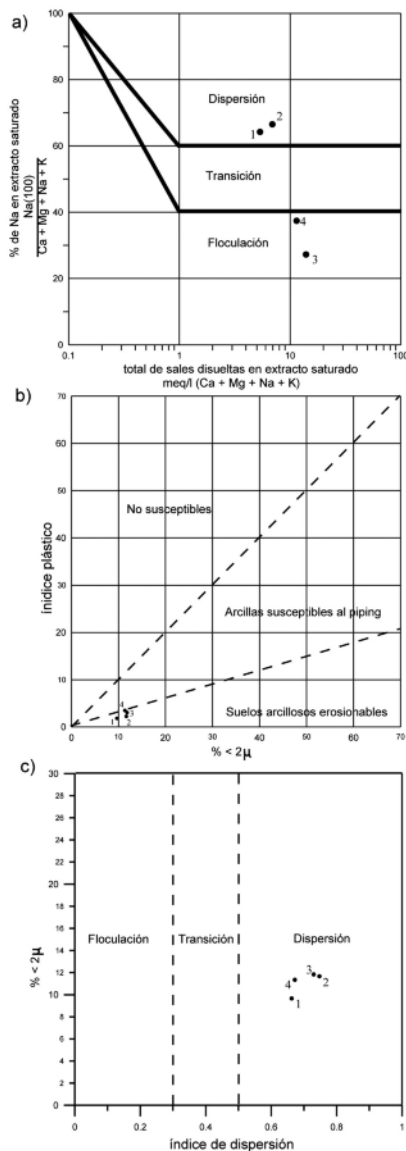 a)
% de Na en extracto saturado
Na(100)
Ca + Mg + Na + K
100
80
60
40
20
0
Dispersión
2
1
Transición
4
Floculación
3
0.1
1
10
100
total de sales disueltas en extracto saturado
meq/l (Ca + Mg + Na + K)
b)
ínidice plástico
70
60
50
40
30
20
10
0
No susceptibles
Arcillas susceptibles al piping
Suelos arcillosos erosionables
4
3
1
2
0
10
20
30
40
50
60
70
% < 2μ
c)
% < 2μ
30
28
26
24
22
20
18
16
14
12
10
8
6
4
2
0
Floculación
Transición
Dispersión
3
2
4
1
0
0.2
0.4
0.6
0.8
1
índice de dispersión